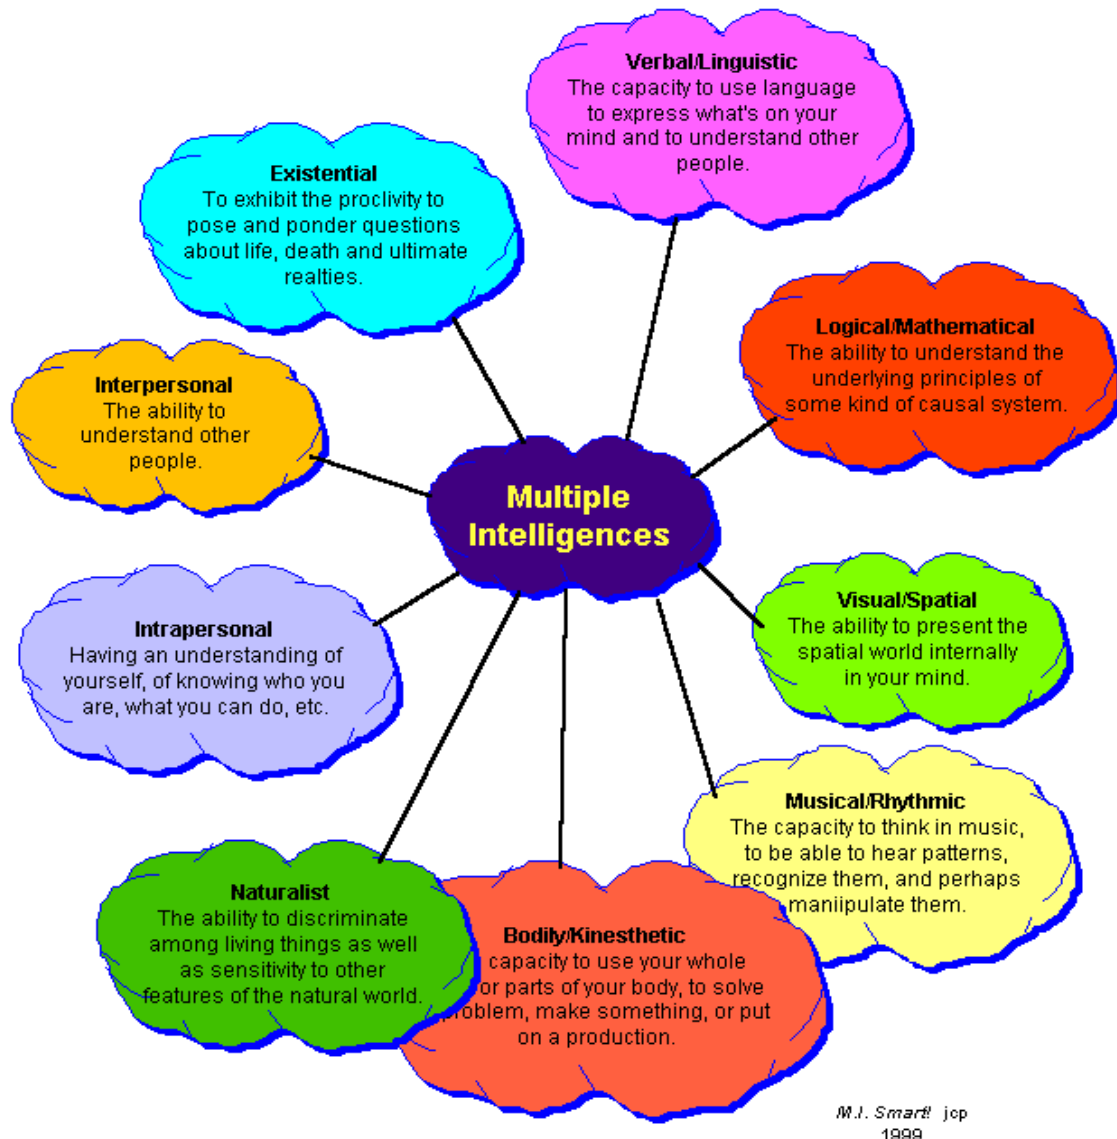 Verbal/Linguistic
The capacity to use language
to express what's on your
mind and to understand other
people.
Existential
To exhibit the proclivity to
pose and ponder questions
about life, death and ultimate
realties.
Logical/Mathematical
The ability to understand the
underlying principles of
some kind of causal system.
Interpersonal
The ability to
understand other
people.
Multiple
Intelligences
Visual/Spatial
The ability to present the
spatial world internally
in your mind.
Intrapersonal
Having an understanding of
yourself, of knowing who you
are, what you can do, etc.
Musical/Rhythmic
The capacity to think in music,
to be able to hear patterns,
recognize them, and perhaps
maniipulate them.
Naturalist
The ability to discriminate
among living things as well
as sensitivity to other
features of the natural world.
Bodily/Kinesthetic
capacity to use your whole
or parts of your body, to solve
problem, make something, or put
on a production.
M.I. Smart! jcp
1999